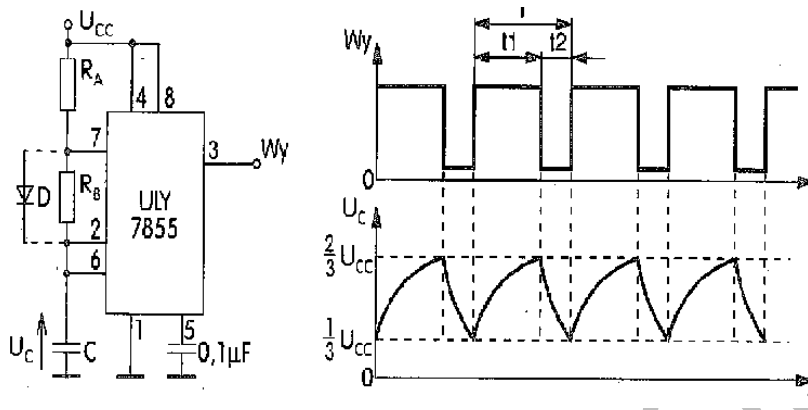 U_CC
R_A
4
8
7
3
Wy
D
R_B
ULY
7855
2
6
1
5
U_C
C
0,1µF
Wy
t1
t2
0
U_C
2/3 U_CC
1/3 U_CC
0